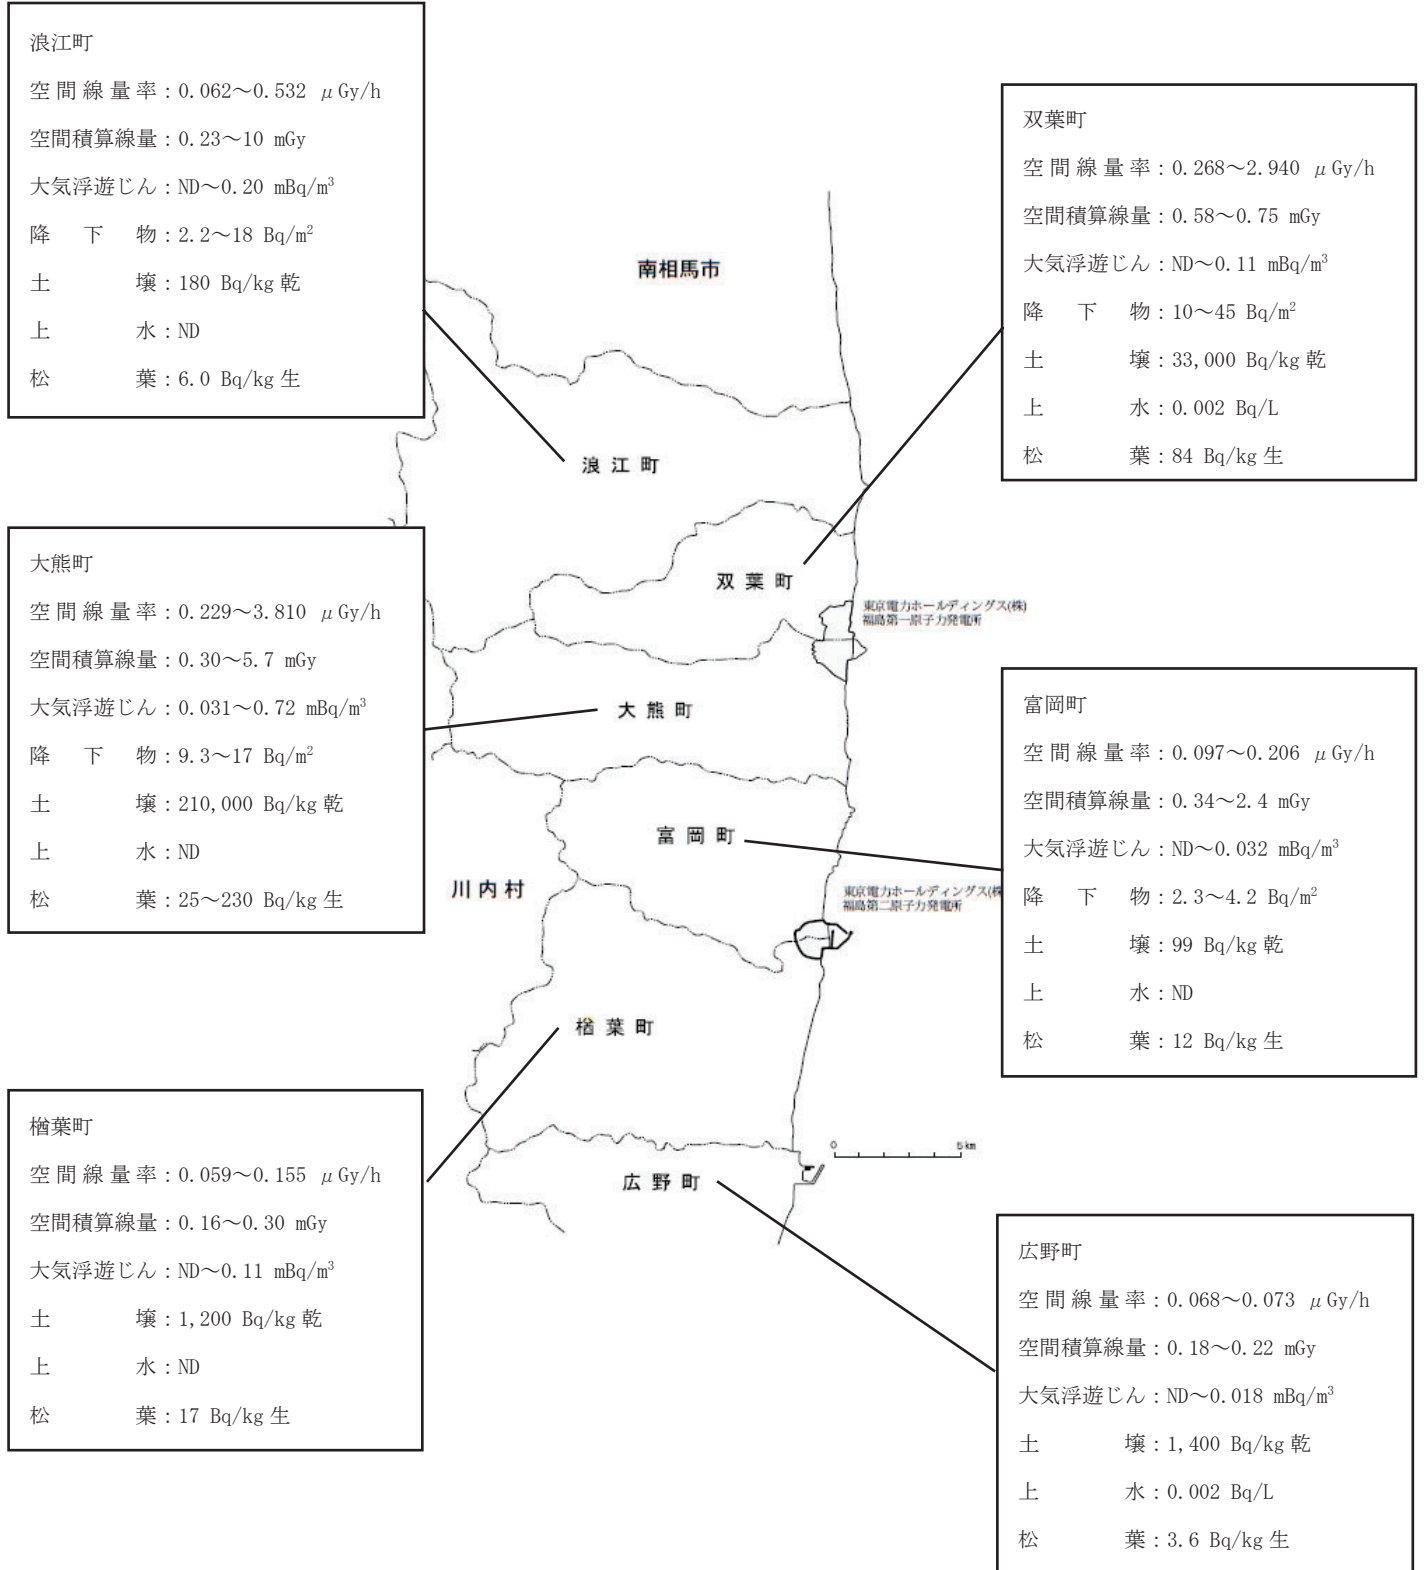 浪江町
空間線量率：0.062～0.532 μGy/h
空間積算線量：0.23～10 mGy
大気浮遊じん：ND～0.20 mBq/m³
降下物：2.2～18 Bq/m²
土壌：180 Bq/kg 乾
上水：ND
松葉：6.0 Bq/kg 生
双葉町
空間線量率：0.268～2.940 μGy/h
空間積算線量：0.58～0.75 mGy
大気浮遊じん：ND～0.11 mBq/m³
降下物：10～45 Bq/m²
土壌：33,000 Bq/kg 乾
上水：0.002 Bq/L
松葉：84 Bq/kg 生
南相馬市
浪江町
双葉町
東京電力ホールディングス(株)
福島第一原子力発電所
大熊町
空間線量率：0.229～3.810 μGy/h
空間積算線量：0.30～5.7 mGy
大気浮遊じん：0.031～0.72 mBq/m³
降下物：9.3～17 Bq/m²
土壌：210,000 Bq/kg 乾
上水：ND
松葉：25～230 Bq/kg 生
大熊町
富岡町
空間線量率：0.097～0.206 μGy/h
空間積算線量：0.34～2.4 mGy
大気浮遊じん：ND～0.032 mBq/m³
降下物：2.3～4.2 Bq/m²
土壌：99 Bq/kg 乾
上水：ND
松葉：12 Bq/kg 生
富岡町
川内村
東京電力ホールディングス(株
福島第二原子力発電所
楢葉町
楢葉町
空間線量率：0.059～0.155 μGy/h
空間積算線量：0.16～0.30 mGy
大気浮遊じん：ND～0.11 mBq/m³
土壌：1,200 Bq/kg 乾
上水：ND
松葉：17 Bq/kg 生
0 5km
広野町
広野町
空間線量率：0.068～0.073 μGy/h
空間積算線量：0.18～0.22 mGy
大気浮遊じん：ND～0.018 mBq/m³
土壌：1,400 Bq/kg 乾
上水：0.002 Bq/L
松葉：3.6 Bq/kg 生